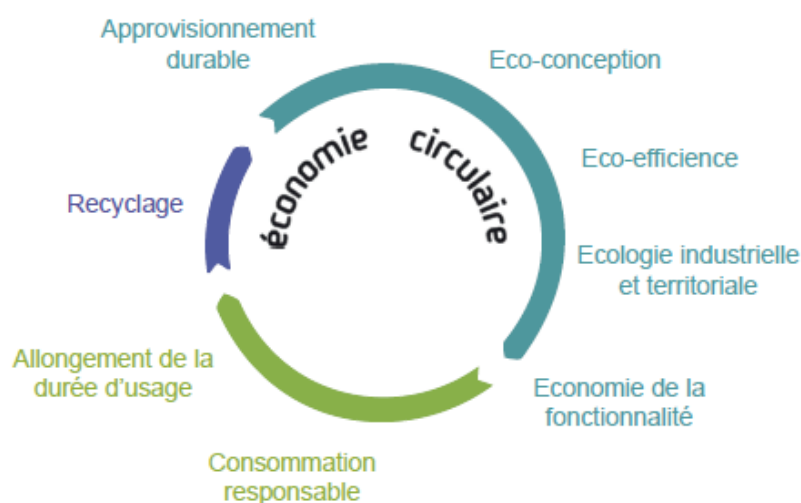 Approvisionnement
durable
Eco-conception
économie circulaire
Eco-efficience
Recyclage
Ecologie industrielle
et territoriale
Allongement de la
durée d'usage
Economie de la
fonctionnalité
Consommation
responsable